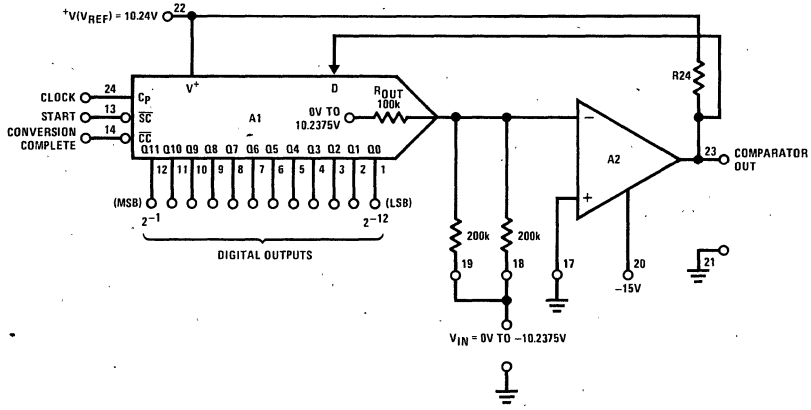 +V(VREF) = 10.24V 22
24
CLOCK
CP
V+
D
ROUT
100k
R24
13
START
SC
A1
0V TO
10.2375V
14
CONVERSION
COMPLETE
CC
Q11 Q10 Q9 Q8 Q7 Q6 Q5 Q4 Q3 Q2 Q1 Q0
12 11 10 9 8 7 6 5 4 3 2 1
−
A2
+
23
COMPARATOR
OUT
(MSB)
(LSB)
2−1
2−12
DIGITAL OUTPUTS
200k
200k
19
18
17
20
21
−15V
VIN = 0V TO −10.2375V